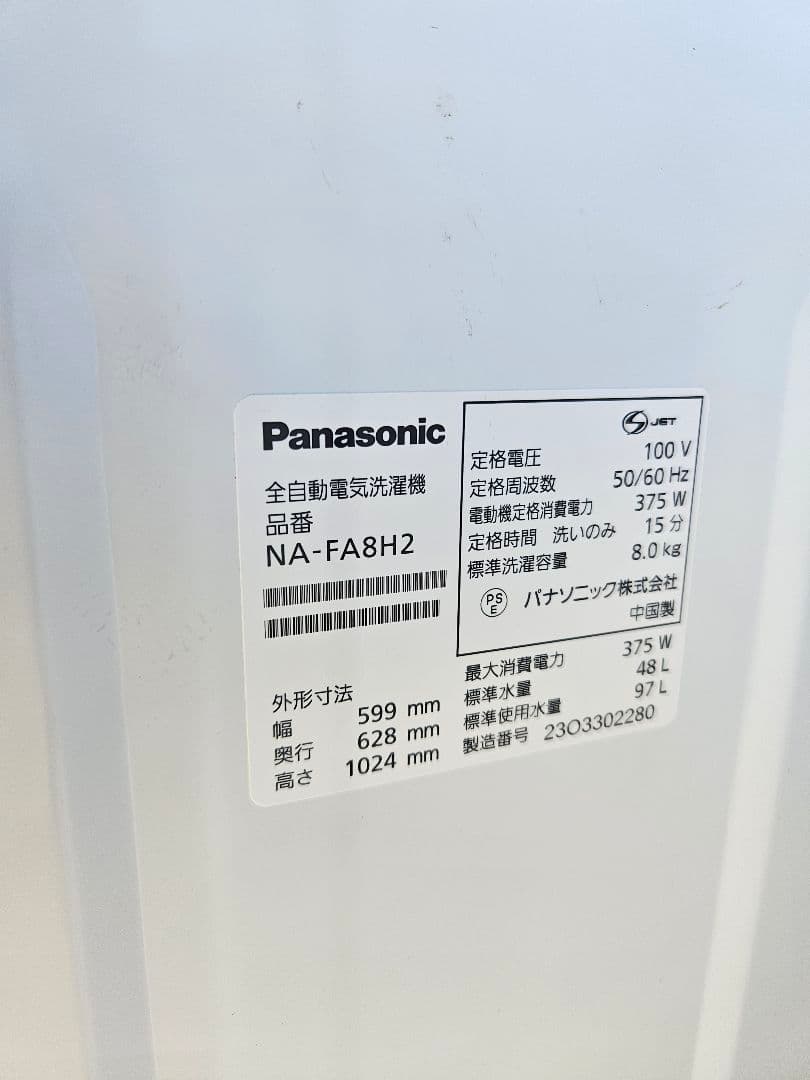 Panasonic
全自動電気洗濯機
品番
NA-FA8H2
外形寸法
幅 599 mm
奥行 628 mm
高さ 1024 mm
JET
定格電圧 100 V
定格周波数 50/60 Hz
電動機定格消費電力 375 W
定格時間 洗いのみ 15 分
標準洗濯容量 8.0 kg
PS
E
パナソニック株式会社
中国製
最大消費電力 375 W
標準水量 48 L
標準使用水量 97 L
製造番号 23O3302280